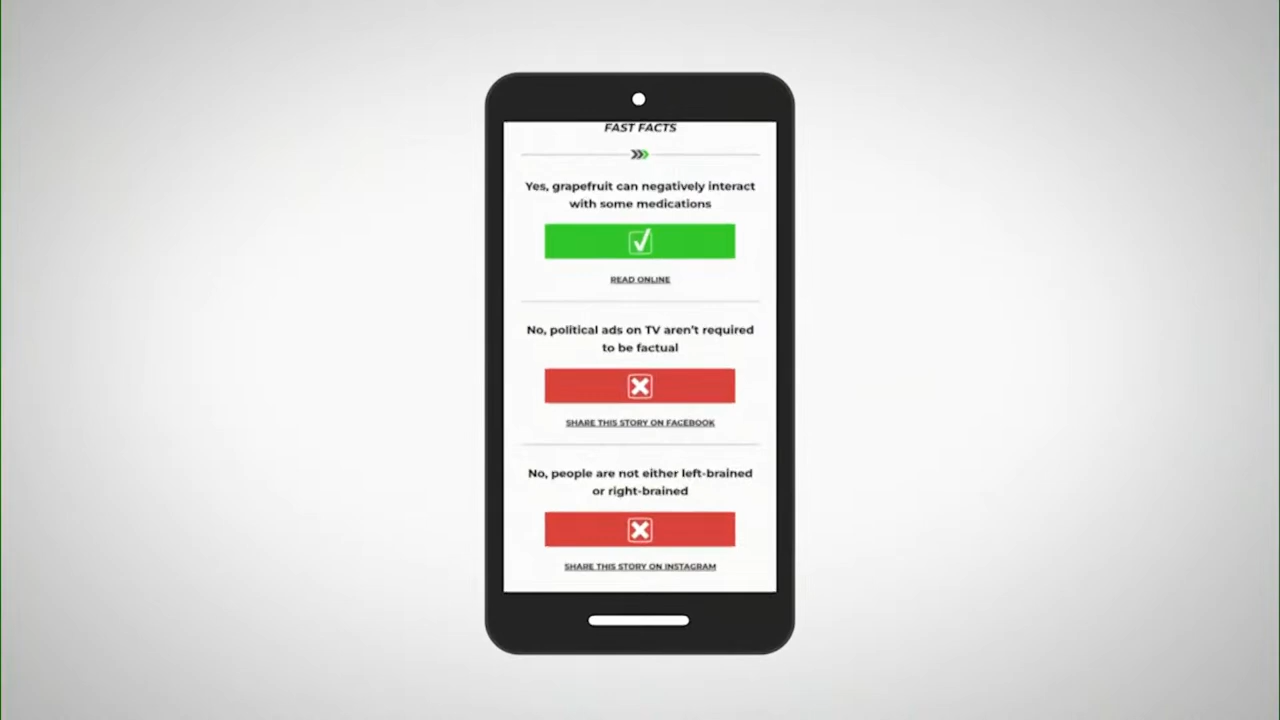 FAST FACTS
Yes, grapefruit can negatively interact
with some medications
READ ONLINE
No, political ads on TV aren't required
to be factual
SHARE THIS STORY ON FACEBOOK
No, people are not either left-brained
or right-brained
SHARE THIS STORY ON INSTAGRAM